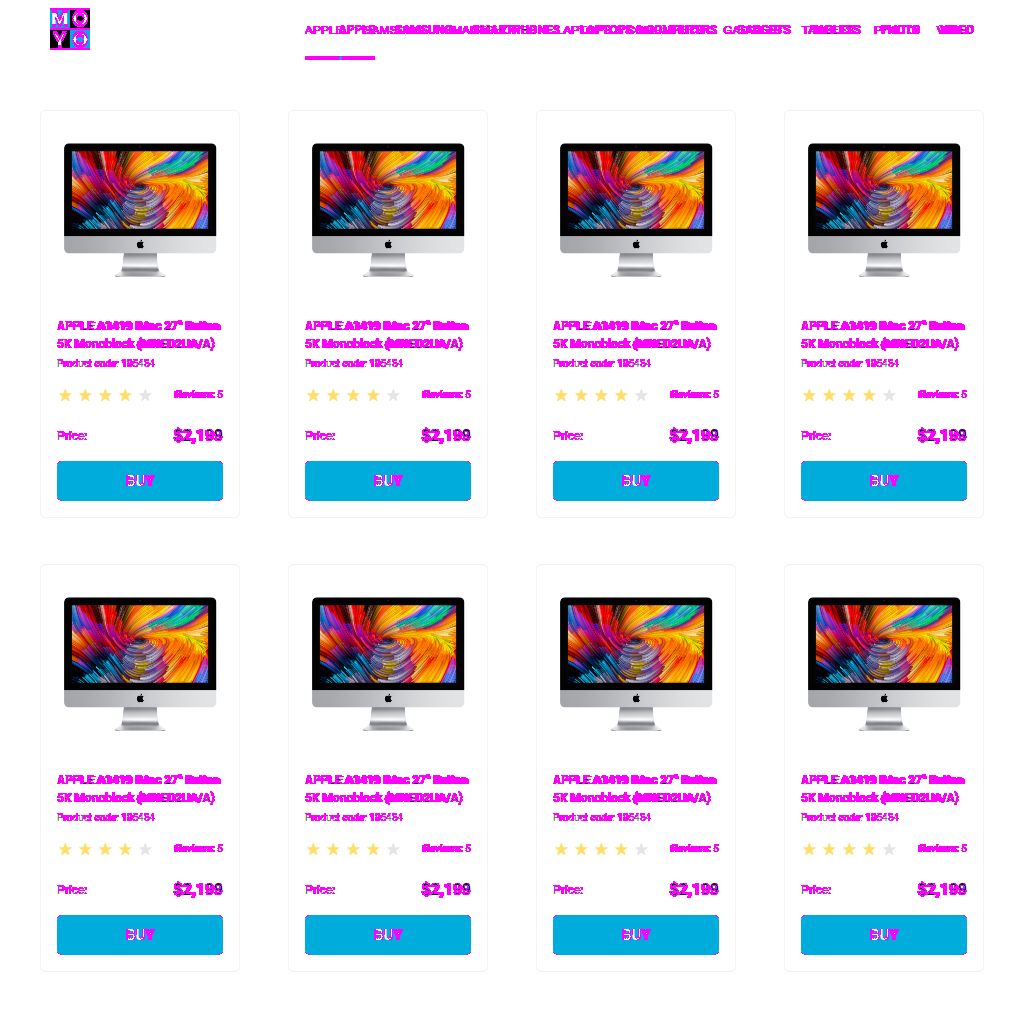 MO
YO
APPLE SAMSUNG SMARTPHONES LAPTOPS & COMPUTERS GADGETS TABLETS PHOTO VIDEO
APPLE A1419 iMac 27" Retina
5K Monoblock (MNED2UA/A)
Product code: 195434
Reviews: 5
Price: $2,199
BUY
APPLE A1419 iMac 27" Retina
5K Monoblock (MNED2UA/A)
Product code: 195434
Reviews: 5
Price: $2,199
BUY
APPLE A1419 iMac 27" Retina
5K Monoblock (MNED2UA/A)
Product code: 195434
Reviews: 5
Price: $2,199
BUY
APPLE A1419 iMac 27" Retina
5K Monoblock (MNED2UA/A)
Product code: 195434
Reviews: 5
Price: $2,199
BUY
APPLE A1419 iMac 27" Retina
5K Monoblock (MNED2UA/A)
Product code: 195434
Reviews: 5
Price: $2,199
BUY
APPLE A1419 iMac 27" Retina
5K Monoblock (MNED2UA/A)
Product code: 195434
Reviews: 5
Price: $2,199
BUY
APPLE A1419 iMac 27" Retina
5K Monoblock (MNED2UA/A)
Product code: 195434
Reviews: 5
Price: $2,199
BUY
APPLE A1419 iMac 27" Retina
5K Monoblock (MNED2UA/A)
Product code: 195434
Reviews: 5
Price: $2,199
BUY